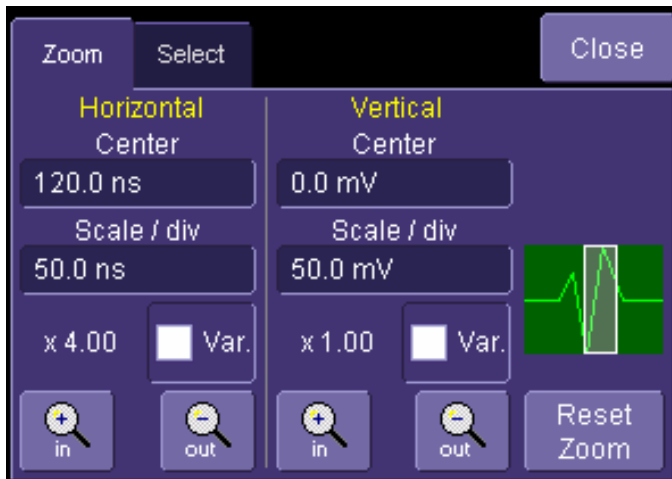 Zoom
Select
Close
Horizontal
Vertical
Center
Center
120.0 ns
0.0 mV
Scale / div
Scale / div
50.0 ns
50.0 mV
x 4.00
Var.
x 1.00
Var.
in
out
in
out
Reset
Zoom